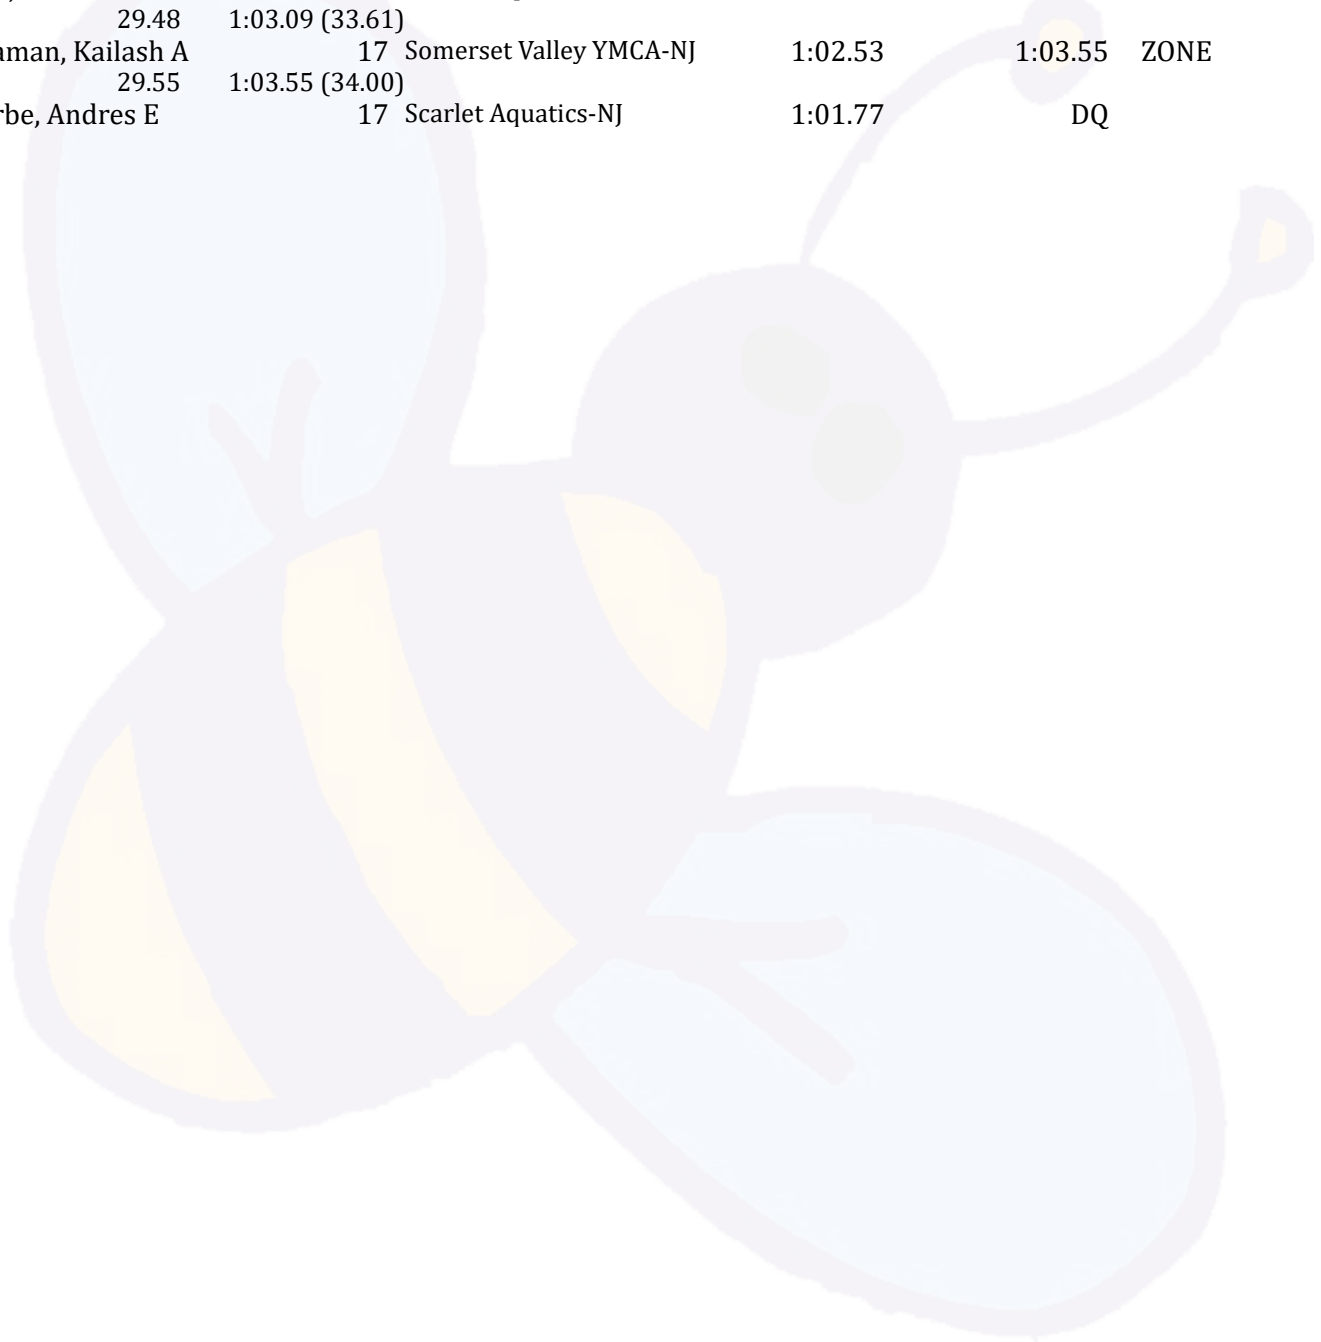 29.48 1:03.09 (33.61)
aman, Kailash A 17 Somerset Valley YMCA-NJ 1:02.53 1:03.55 ZONE
29.55 1:03.55 (34.00)
rbe, Andres E 17 Scarlet Aquatics-NJ 1:01.77 DQ